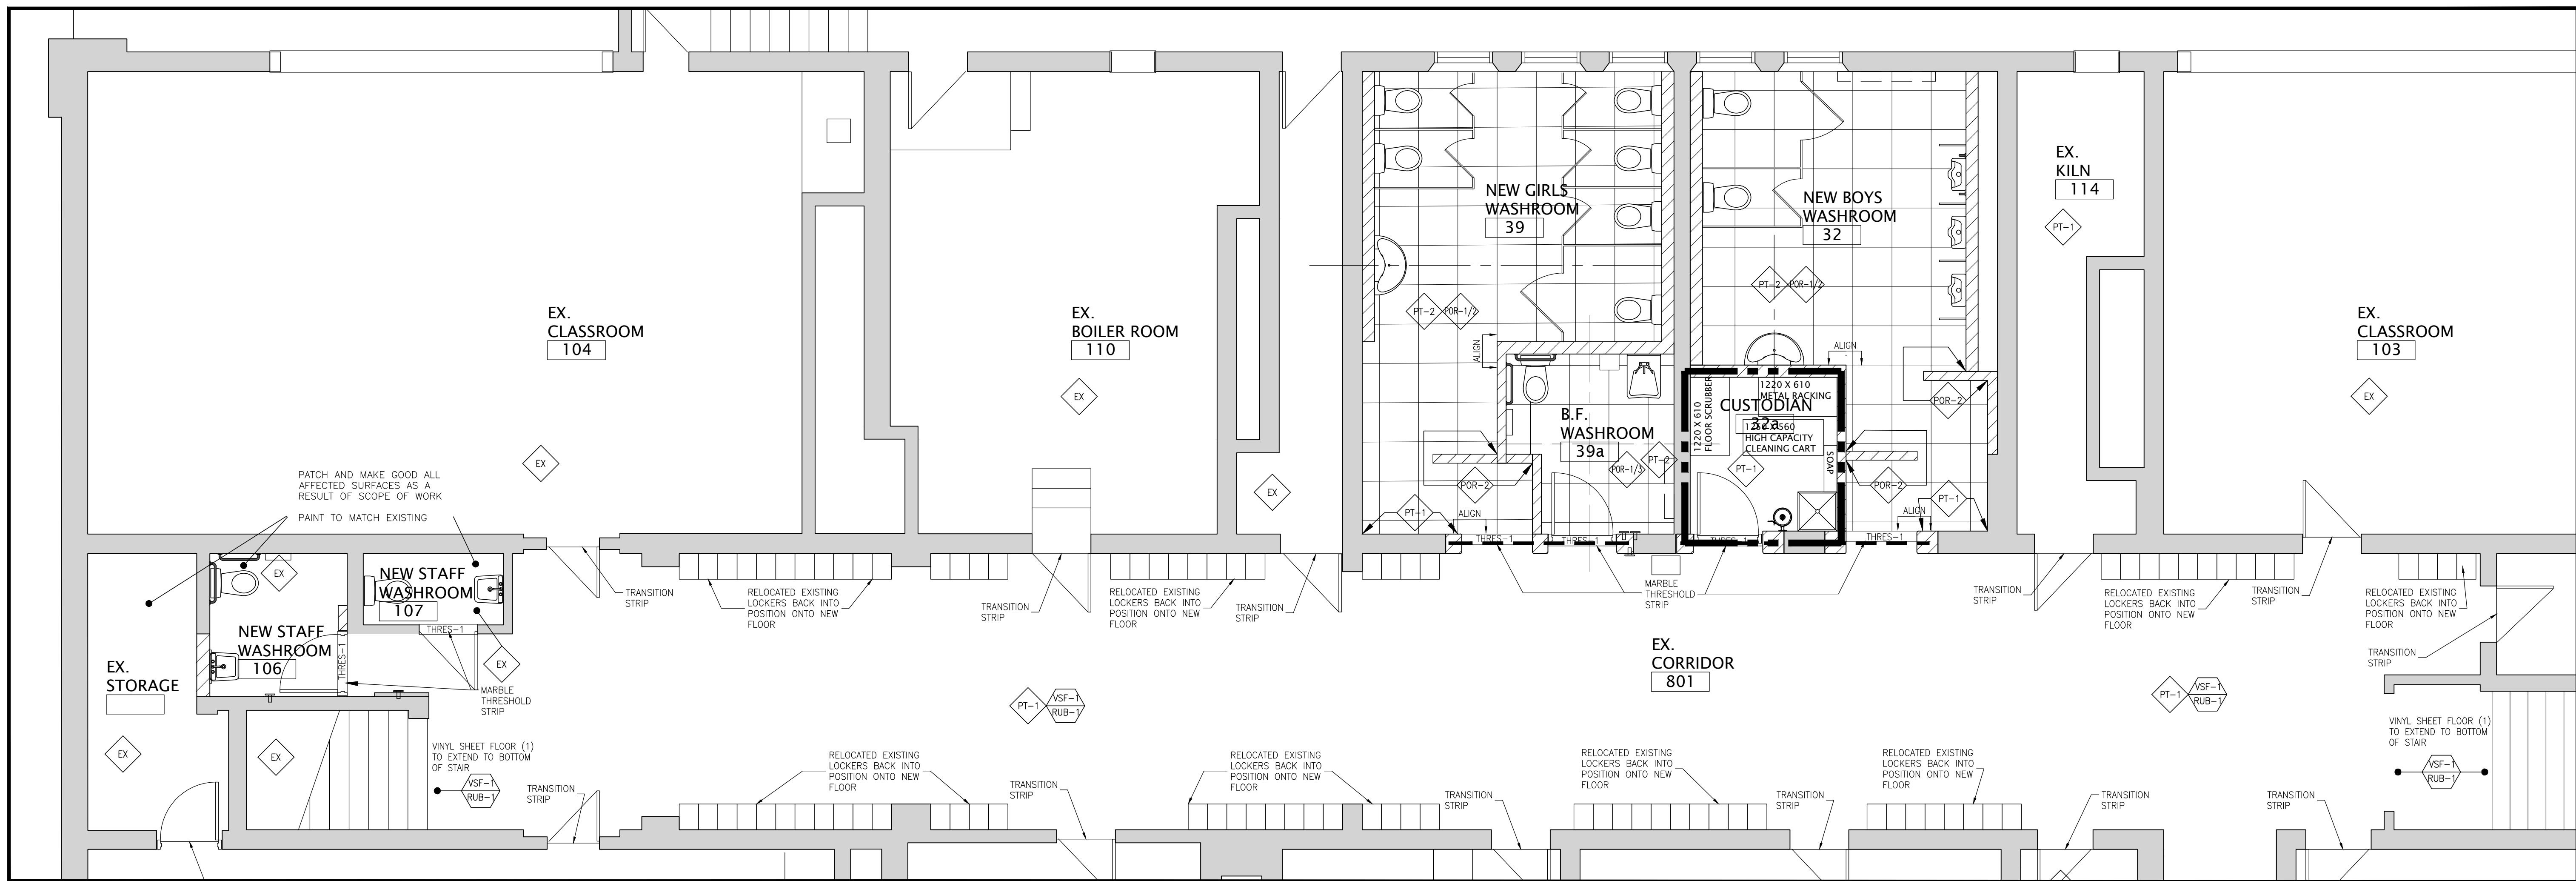 EX.
CLASSROOM
104
EX
EX.
BOILER ROOM
110
EX
EX
NEW GIRLS
WASHROOM
39
PT-2
POR-1/2
ALIGN
POR-2
PT-1
ALIGN
B.F.
WASHROOM
39a
POR-1/3
PT-2
NEW BOYS
WASHROOM
32
PT-2
POR-1/2
ALIGN
1220 X 610
METAL RACKING
1220 X 610
FLOOR SCRUBBER
CUSTODIAN
32a
HIGH CAPACITY
CLEANING CART
SOAP
PT-1
POR-2
POR-2
PT-1
ALIGN
EX.
KILN
114
PT-1
EX.
CLASSROOM
103
EX
PATCH AND MAKE GOOD ALL
AFFECTED SURFACES AS A
RESULT OF SCOPE OF WORK
PAINT TO MATCH EXISTING
EX
NEW STAFF
WASHROOM
107
THRES-1
NEW STAFF
WASHROOM
106
THRES-1
EX
MARBLE
THRESHOLD
STRIP
EX.
STORAGE
EX
EX
VINYL SHEET FLOOR (1)
TO EXTEND TO BOTTOM
OF STAIR
VSF-1
RUB-1
TRANSITION
STRIP
RELOCATED EXISTING
LOCKERS BACK INTO
POSITION ONTO NEW
FLOOR
TRANSITION
STRIP
RELOCATED EXISTING
LOCKERS BACK INTO
POSITION ONTO NEW
FLOOR
TRANSITION
STRIP
THRES-1
THRES-1
THRES-1
THRES-1
MARBLE
THRESHOLD
STRIP
TRANSITION
STRIP
RELOCATED EXISTING
LOCKERS BACK INTO
POSITION ONTO NEW
FLOOR
TRANSITION
STRIP
RELOCATED EXISTING
LOCKERS BACK INTO
POSITION ONTO NEW
FLOOR
TRANSITION
STRIP
EX.
CORRIDOR
801
PT-1
VSF-1
RUB-1
PT-1
VSF-1
RUB-1
VINYL SHEET FLOOR (1)
TO EXTEND TO BOTTOM
OF STAIR
VSF-1
RUB-1
TRANSITION
STRIP
RELOCATED EXISTING
LOCKERS BACK INTO
POSITION ONTO NEW
FLOOR
TRANSITION
STRIP
RELOCATED EXISTING
LOCKERS BACK INTO
POSITION ONTO NEW
FLOOR
TRANSITION
STRIP
RELOCATED EXISTING
LOCKERS BACK INTO
POSITION ONTO NEW
FLOOR
TRANSITION
STRIP
RELOCATED EXISTING
LOCKERS BACK INTO
POSITION ONTO NEW
FLOOR
TRANSITION
STRIP
TRANSITION
STRIP